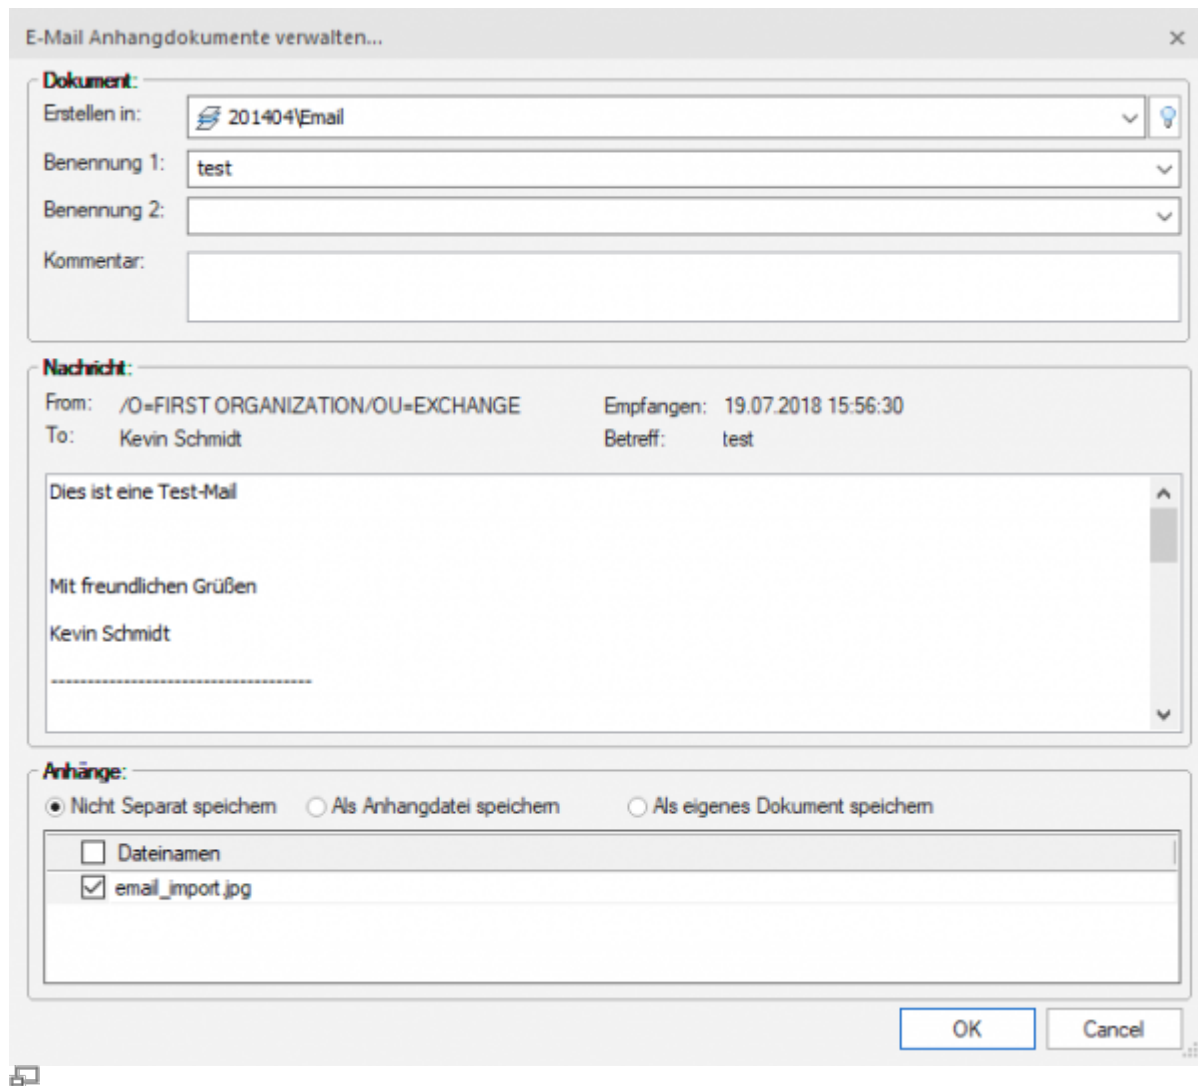 E-Mail Anhangdokumente verwalten...
Dokument:
Erstellen in: 201404\Email
Benennung 1: test
Benennung 2:
Kommentar:
Nachricht:
From: /O=FIRST ORGANIZATION/OU=EXCHANGE Empfangen: 19.07.2018 15:56:30
To: Kevin Schmidt Betreff: test
Dies ist eine Test-Mail
Mit freundlichen Grüßen
Kevin Schmidt
------------------------------------
Anhänge:
Nicht Separat speichern Als Anhangdatei speichern Als eigenes Dokument speichern
Dateinamen
email_import.jpg
OK Cancel